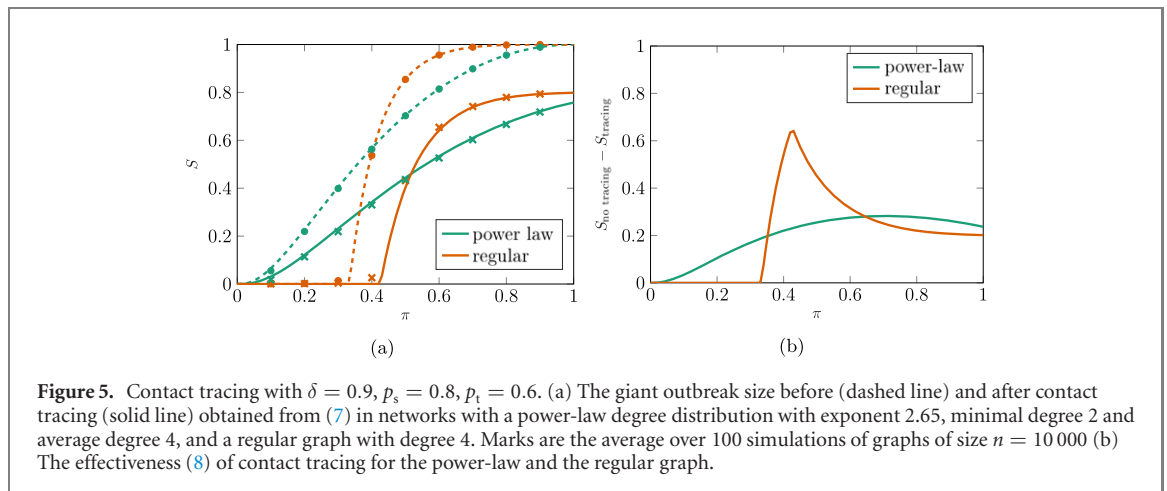 1
0.8
0.6
0.4
0.2
0
S
0
0.2
0.4
0.6
0.8
1
π
power law
regular
(a)
1
0.8
0.6
0.4
0.2
0
S_no tracing − S_tracing
0
0.2
0.4
0.6
0.8
1
π
power-law
regular
(b)
Figure 5. Contact tracing with δ = 0.9, p_s = 0.8, p_t = 0.6. (a) The giant outbreak size before (dashed line) and after contact
tracing (solid line) obtained from (7) in networks with a power-law degree distribution with exponent 2.65, minimal degree 2 and
average degree 4, and a regular graph with degree 4. Marks are the average over 100 simulations of graphs of size n = 10 000 (b)
The effectiveness (8) of contact tracing for the power-law and the regular graph.